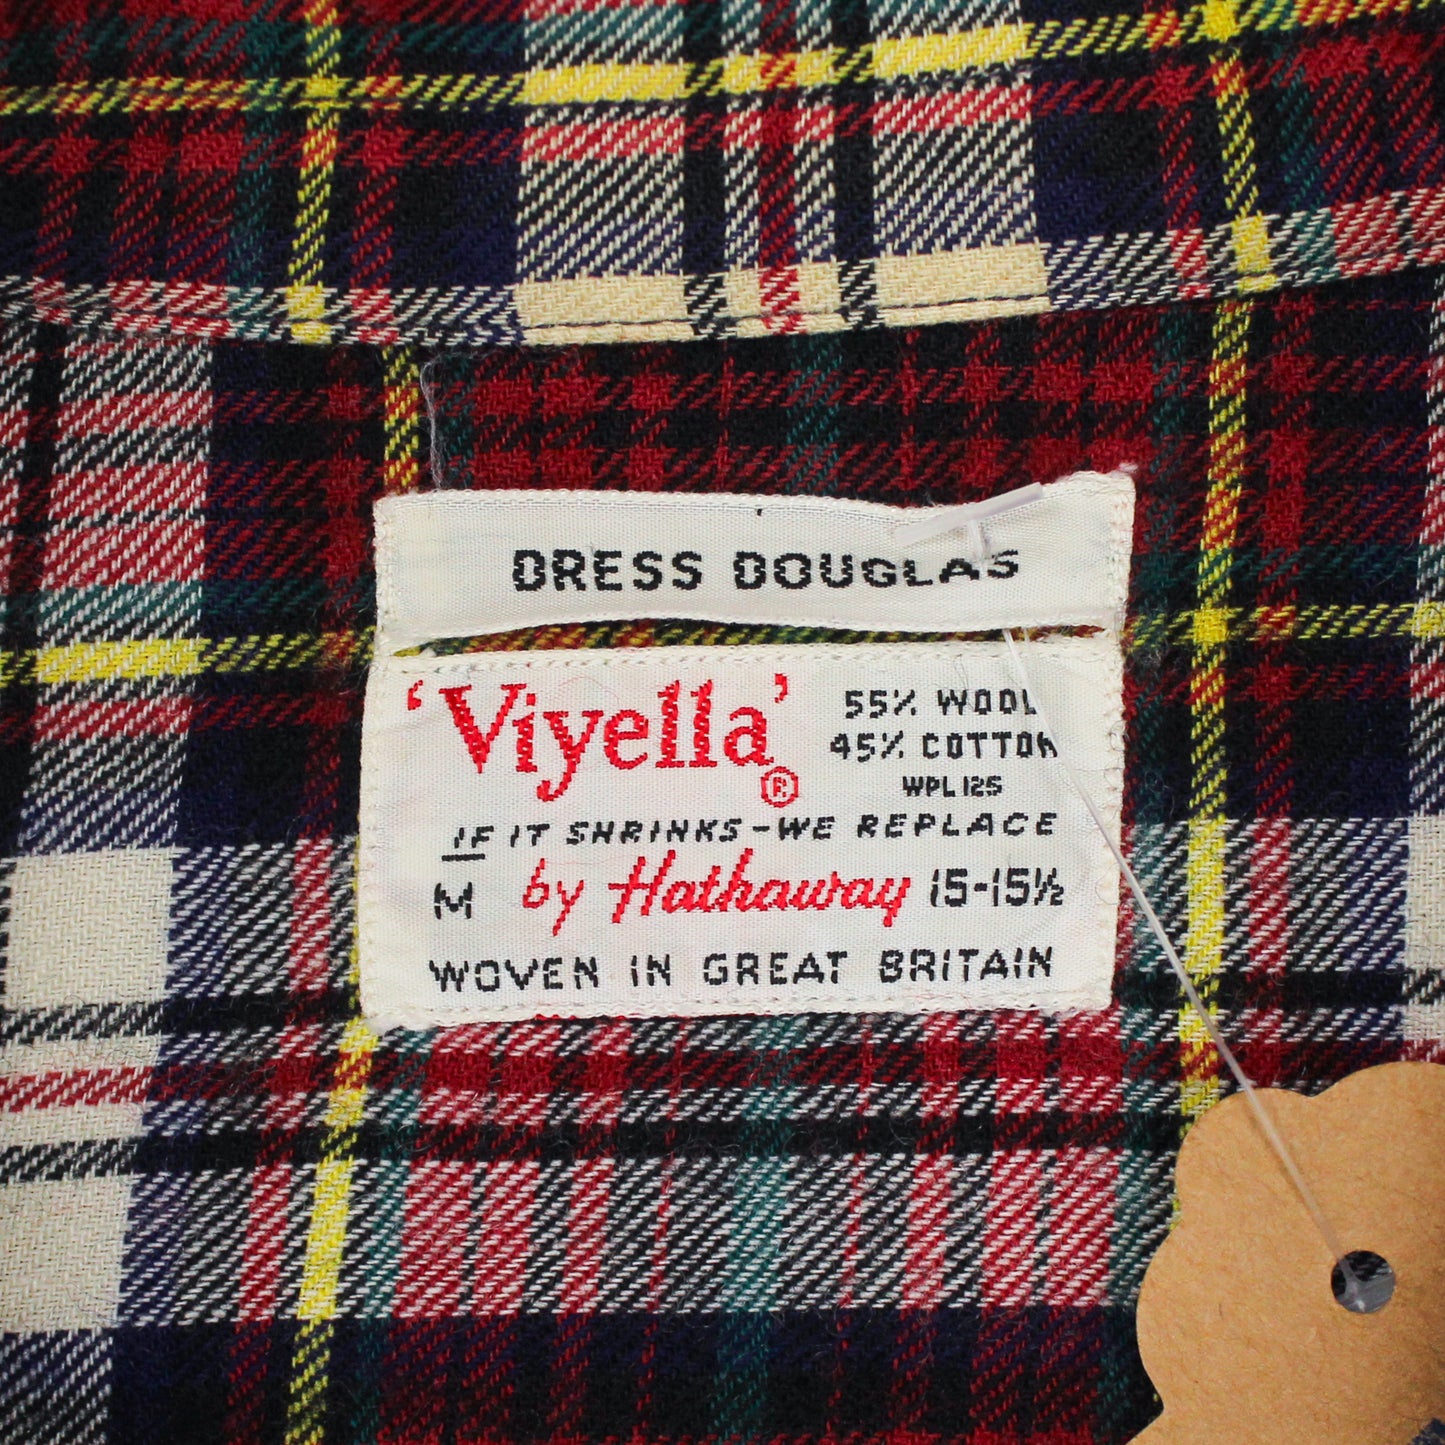 DRESS DOUGLAS
'Viyella' ®
55% WOOL
45% COTTON
WPL 125
IF IT SHRINKS-WE REPLACE
M by Hathaway 15-15½
WOVEN IN GREAT BRITAIN